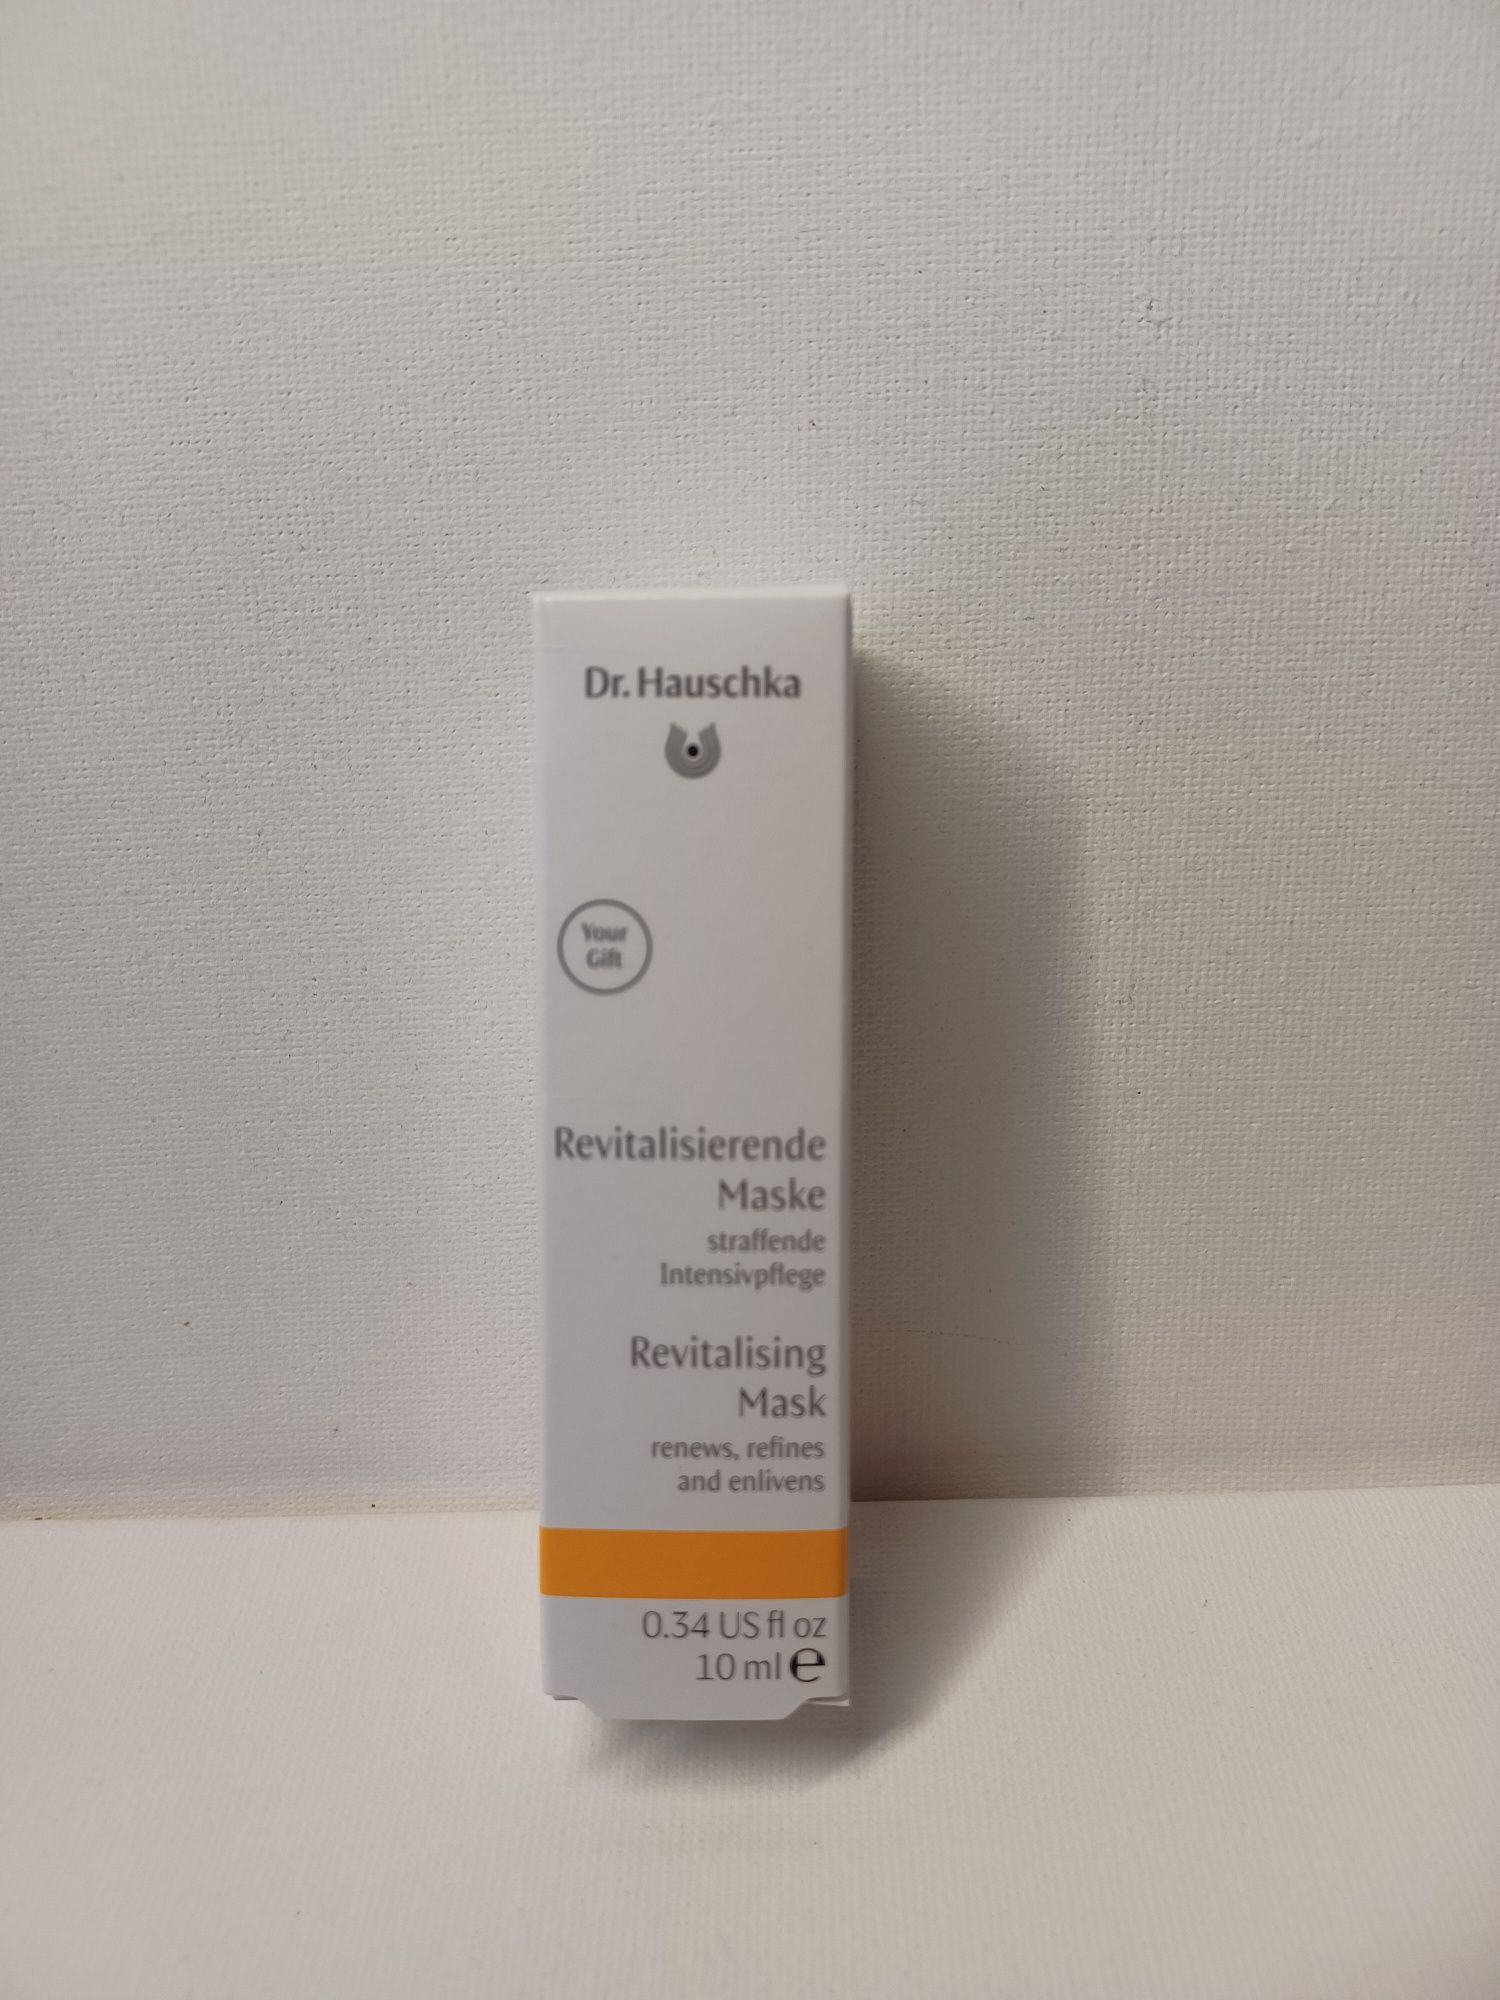 Dr. Hauschka
Your
Gift
Revitalisierende
Maske
straffende
Intensivpflege
Revitalising
Mask
renews, refines
and enlivens
0.34 US fl oz
10 ml ℮